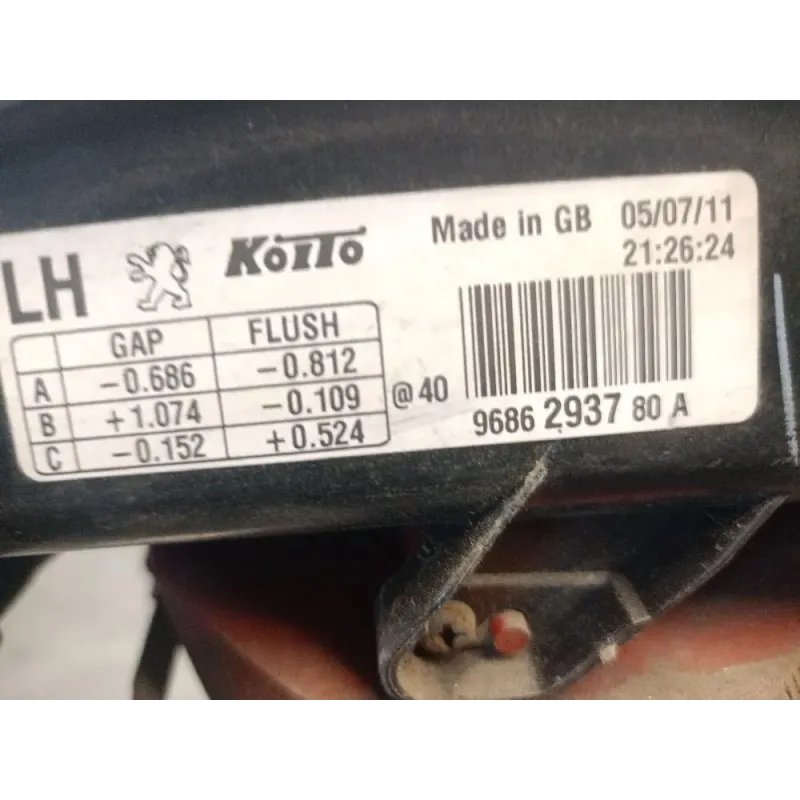 LH KOITO Made in GB 05/07/11
21:26:24
GAP FLUSH
A -0.686 -0.812
B +1.074 -0.109
C -0.152 +0.524
@40
9686 2937 80 A